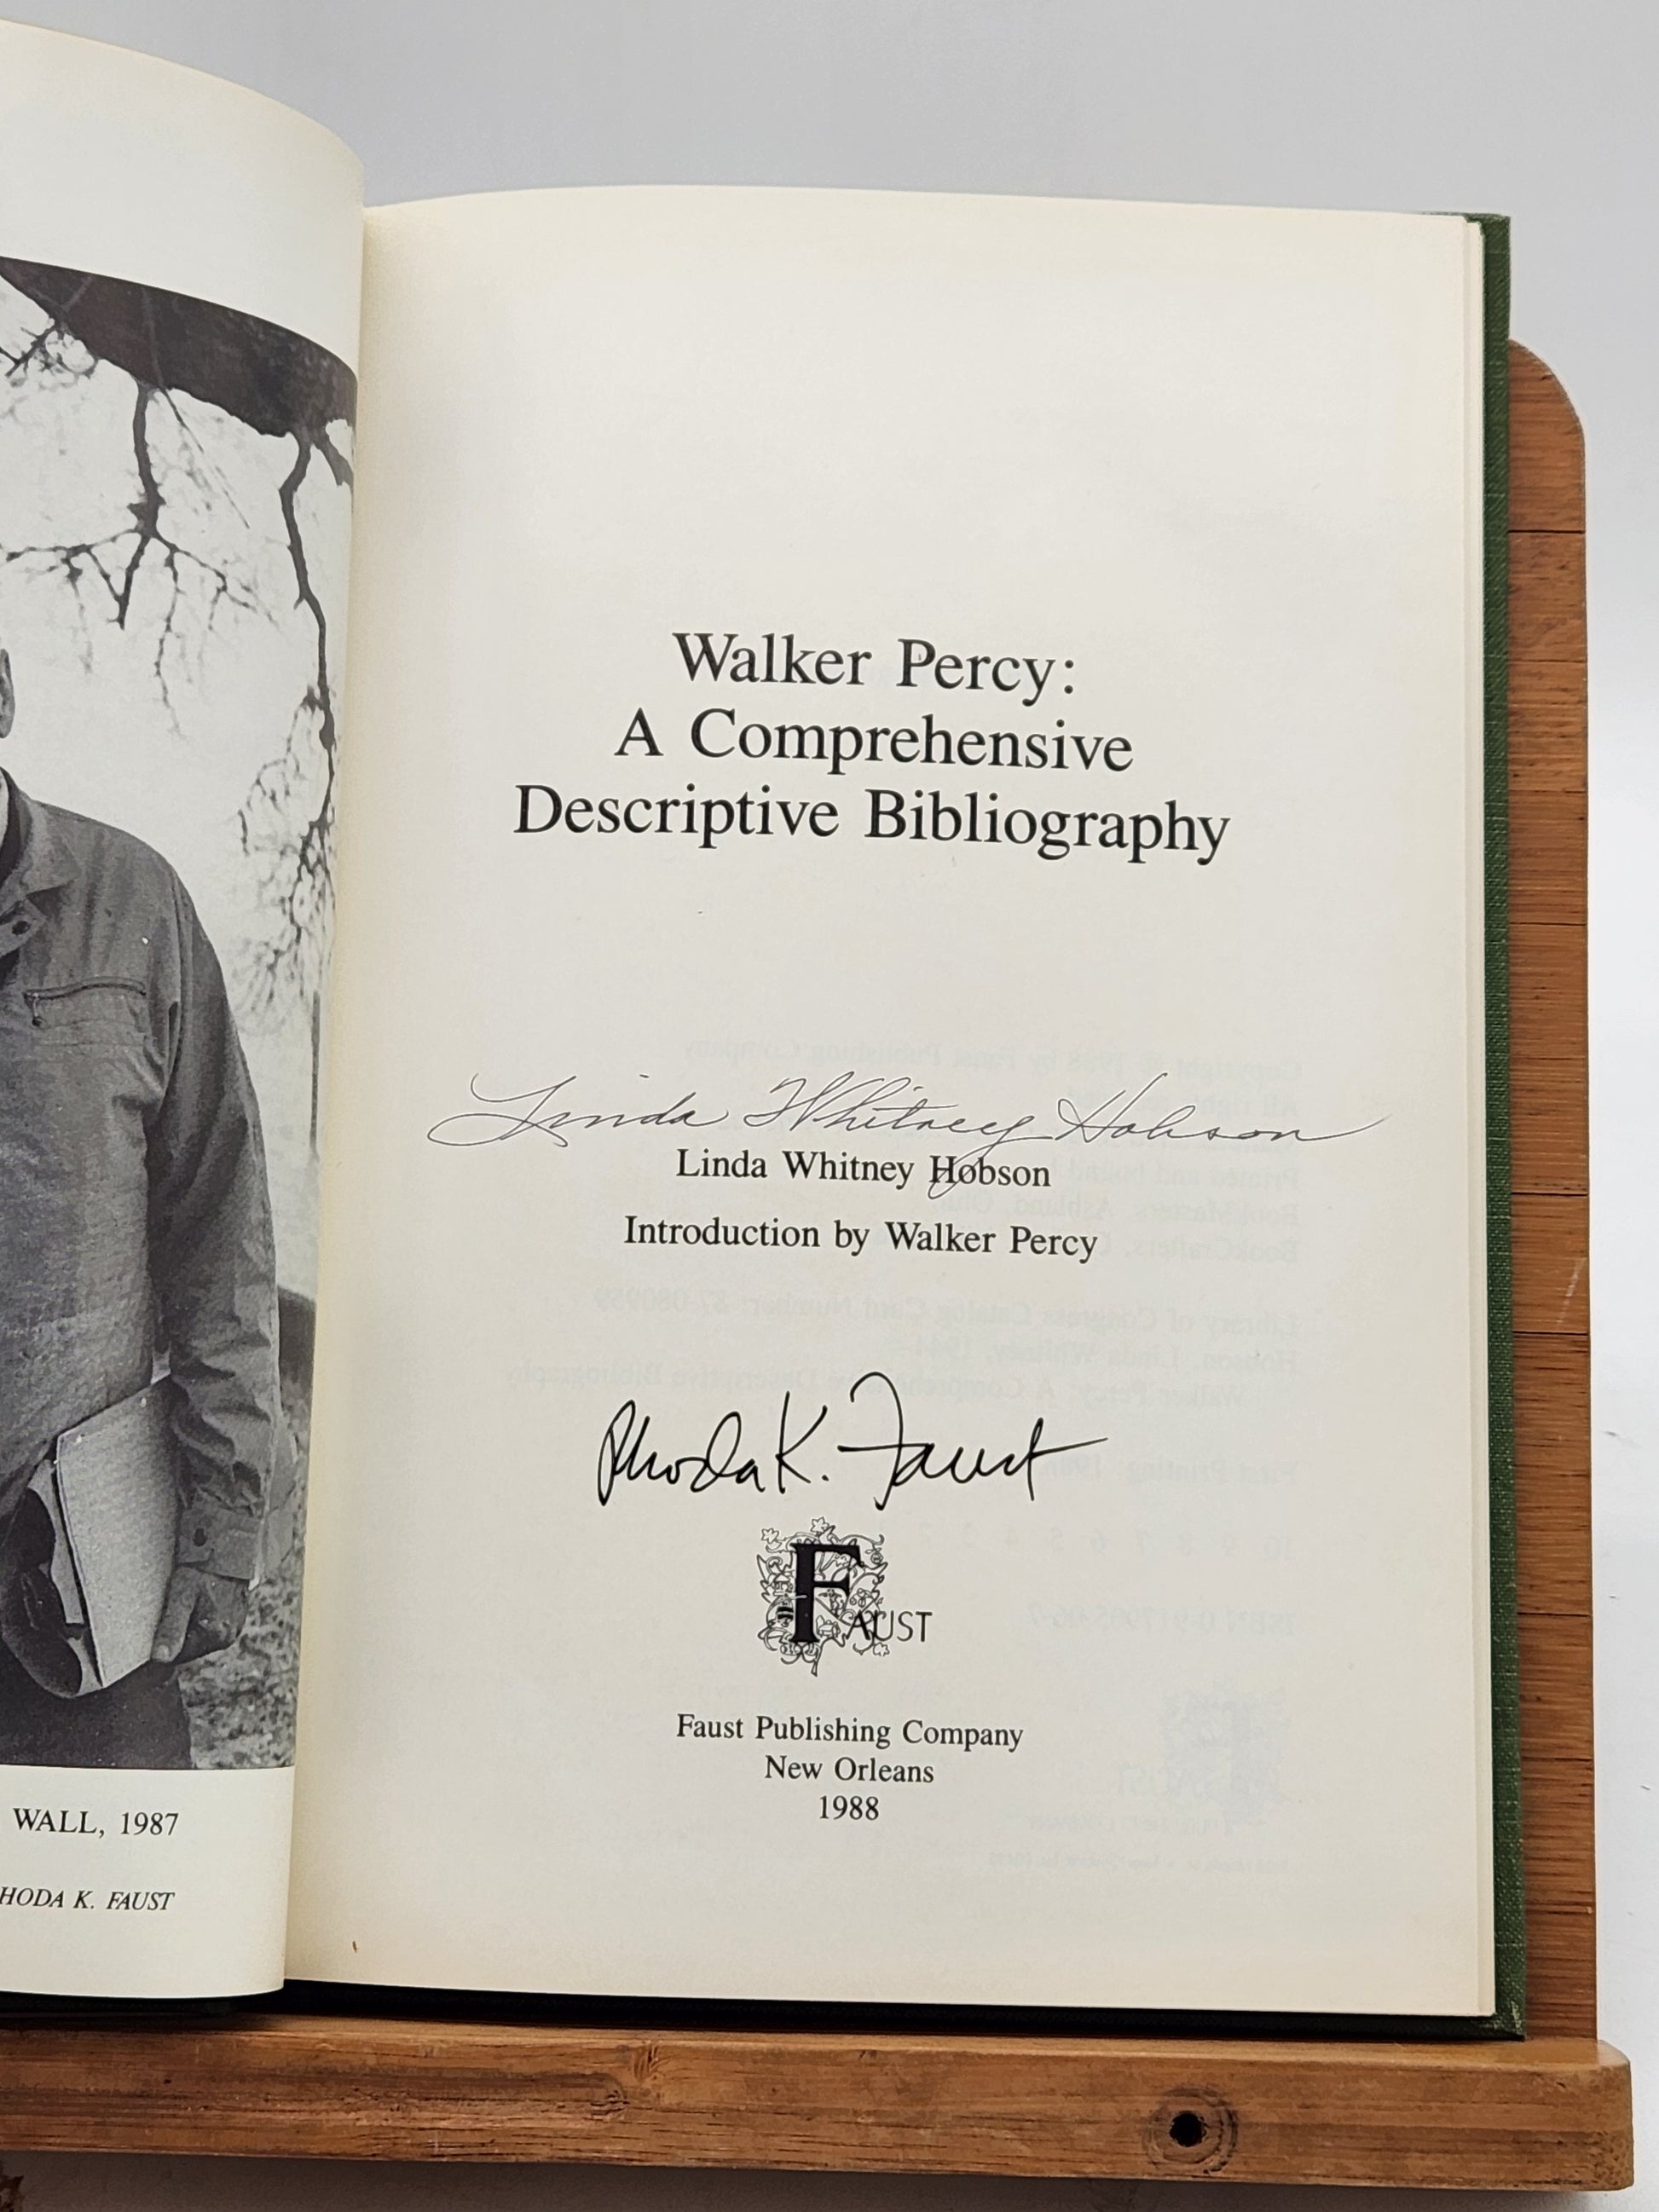 WALL, 1987
HODA K. FAUST
Walker Percy:
A Comprehensive
Descriptive Bibliography
Linda Whitney Hobson
Linda Whitney Hobson
Introduction by Walker Percy
Rhoda K. Faust
FAUST
Faust Publishing Company
New Orleans
1988